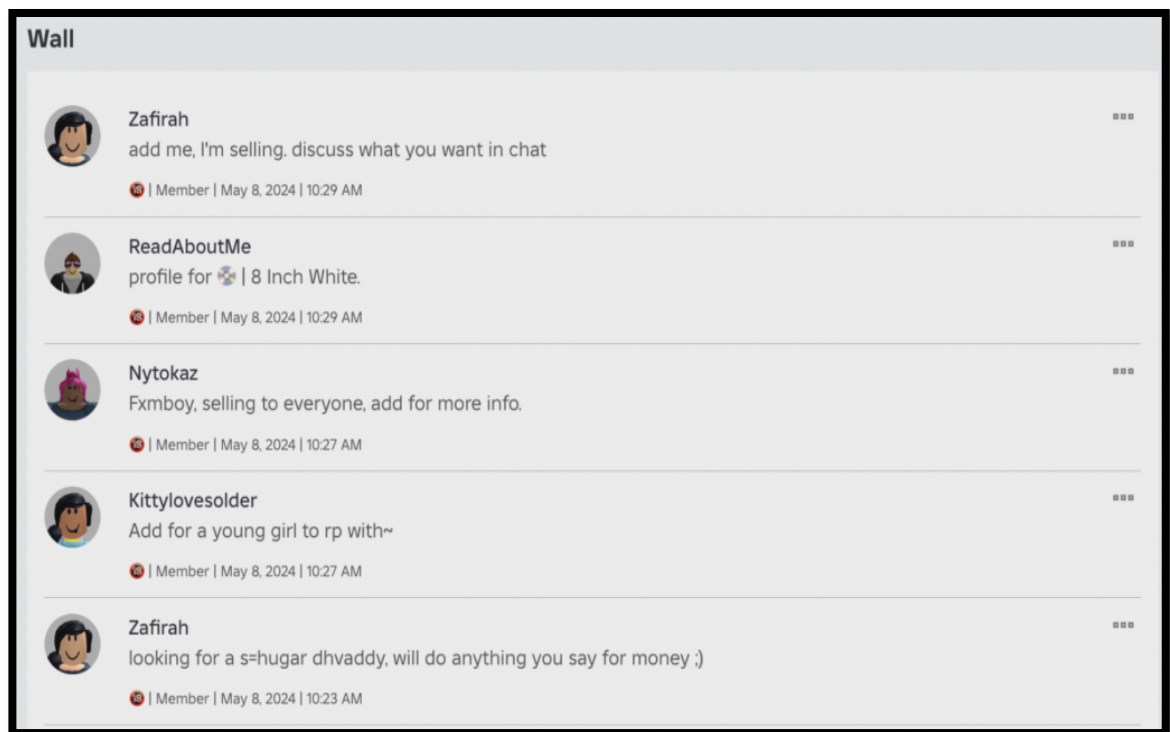 Wall
Zafirah
add me, I'm selling. discuss what you want in chat
🔞 | Member | May 8, 2024 | 10:29 AM
ReadAboutMe
profile for 💿 | 8 Inch White.
🔞 | Member | May 8, 2024 | 10:29 AM
Nytokaz
Fxmboy, selling to everyone, add for more info.
🔞 | Member | May 8, 2024 | 10:27 AM
Kittylovesolder
Add for a young girl to rp with~
🔞 | Member | May 8, 2024 | 10:27 AM
Zafirah
looking for a s=hugar dhvaddy, will do anything you say for money ;)
🔞 | Member | May 8, 2024 | 10:23 AM